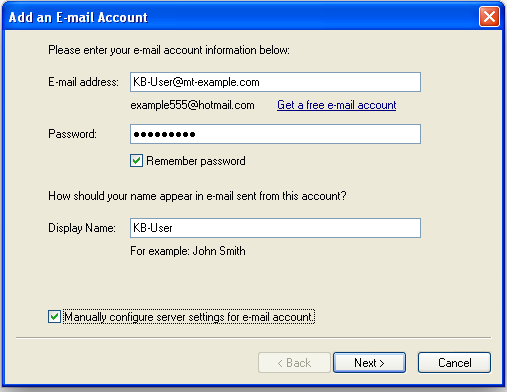 Add an E-mail Account
Please enter your e-mail account information below:
E-mail address: KB-User@mt-example.com
example555@hotmail.com Get a free e-mail account
Password: ●●●●●●●●●
Remember password
How should your name appear in e-mail sent from this account?
Display Name: KB-User
For example: John Smith
Manually configure server settings for e-mail account.
< Back Next > Cancel